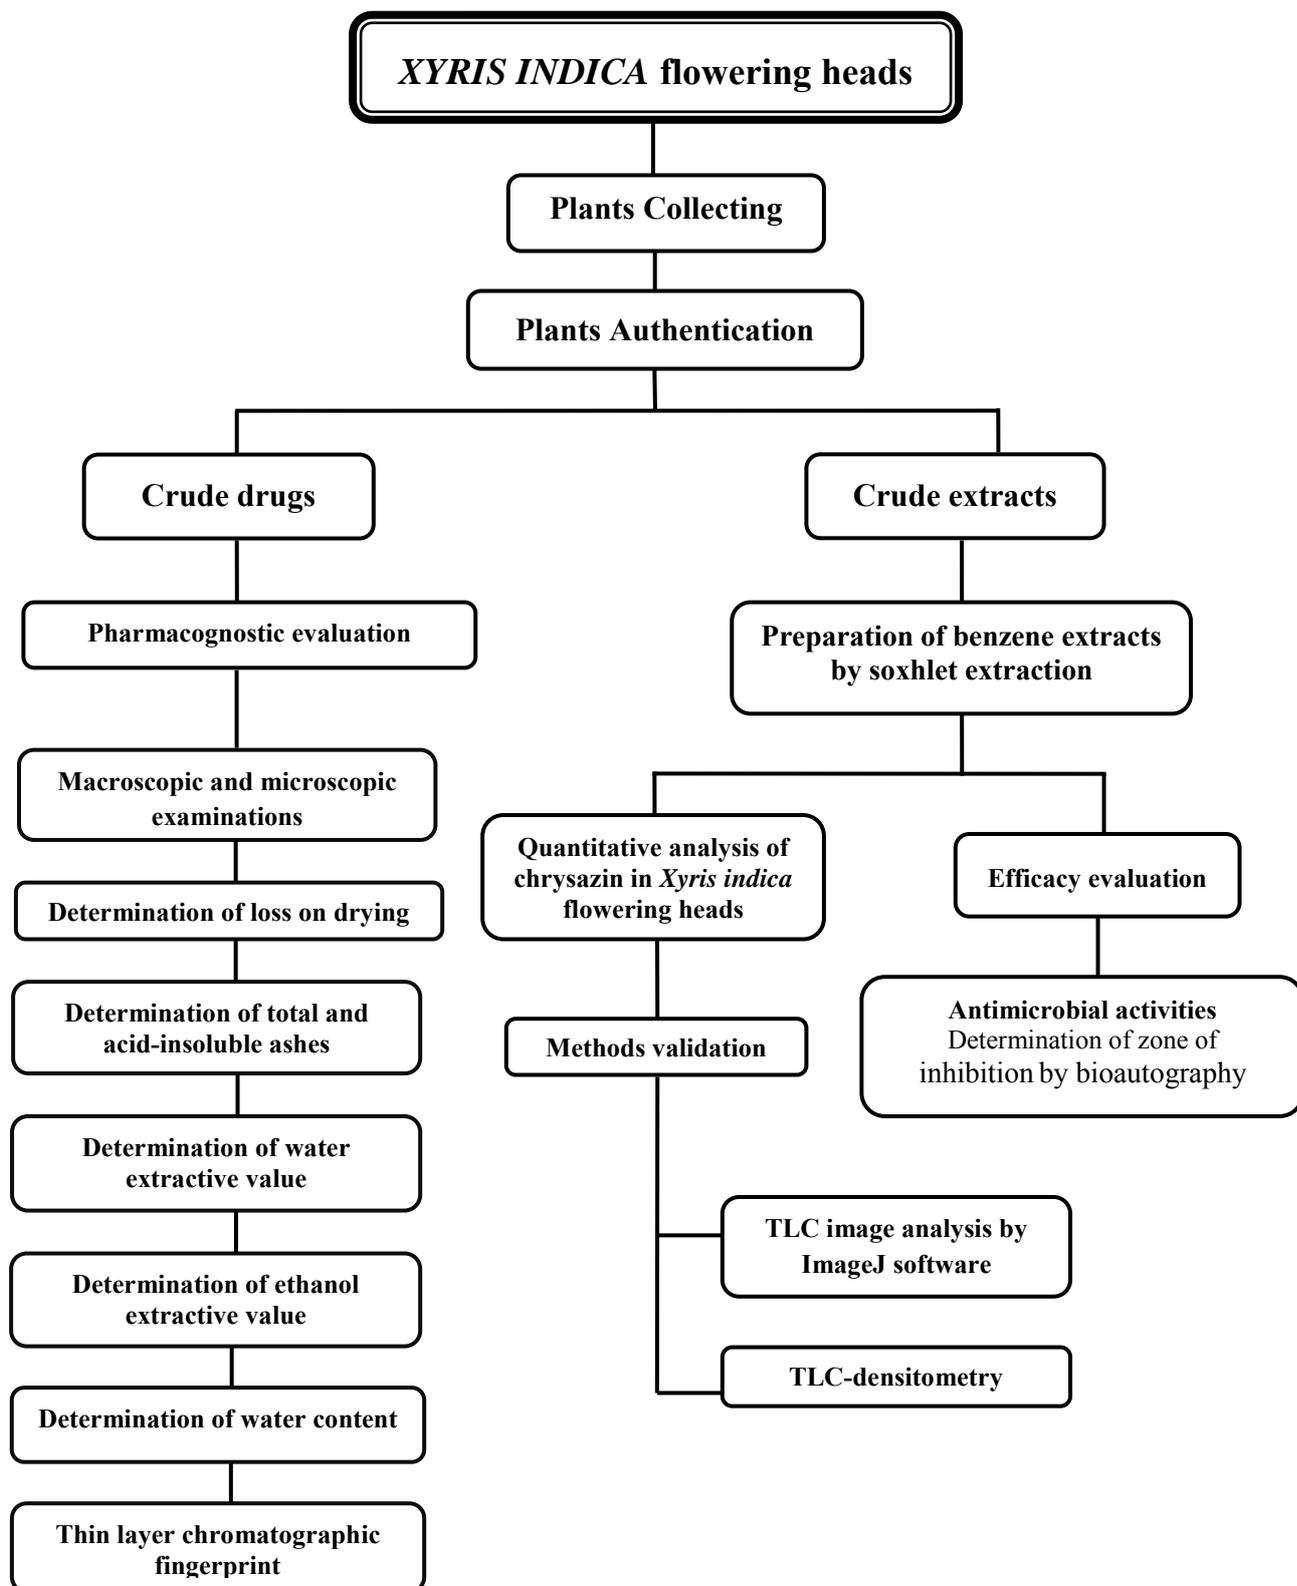 XYRIS INDICA flowering heads
Plants Collecting
Plants Authentication
Crude drugs
Pharmacognostic evaluation
Macroscopic and microscopic
examinations
Determination of loss on drying
Determination of total and
acid-insoluble ashes
Determination of water
extractive value
Determination of ethanol
extractive value
Determination of water content
Thin layer chromatographic
fingerprint
Crude extracts
Preparation of benzene extracts
by soxhlet extraction
Quantitative analysis of
chrysazin in Xyris indica
flowering heads
Methods validation
TLC image analysis by
ImageJ software
TLC-densitometry
Efficacy evaluation
Antimicrobial activities
Determination of zone of
inhibition by bioautography